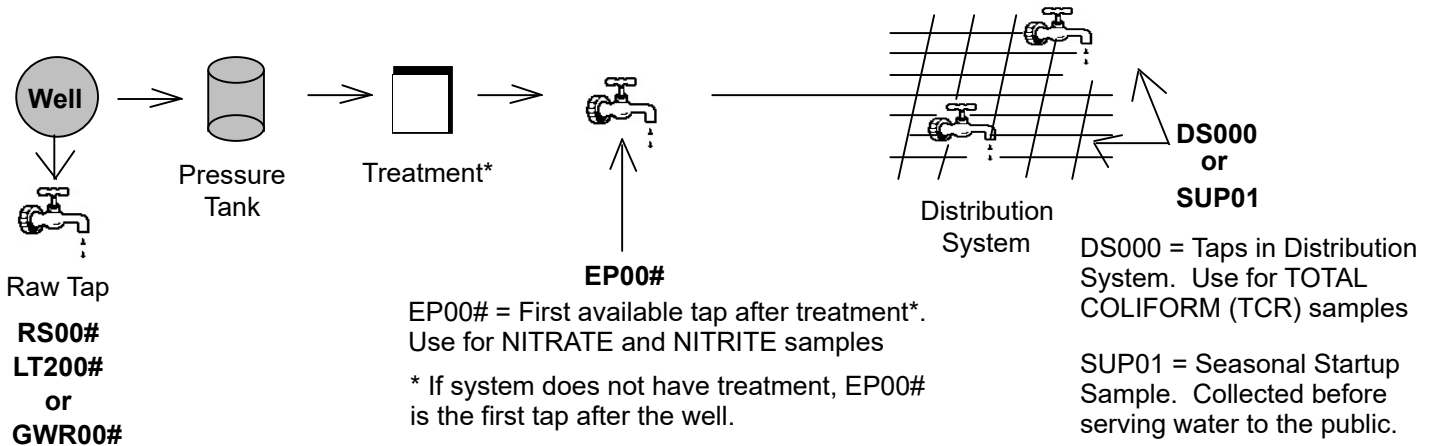 Well
Raw Tap
RS00#
LT200#
or
GWR00#
Pressure
Tank
Treatment*
EP00#
EP00# = First available tap after treatment*.
Use for NITRATE and NITRITE samples
* If system does not have treatment, EP00#
is the first tap after the well.
Distribution
System
DS000
or
SUP01
DS000 = Taps in Distribution
System. Use for TOTAL
COLIFORM (TCR) samples
SUP01 = Seasonal Startup
Sample. Collected before
serving water to the public.